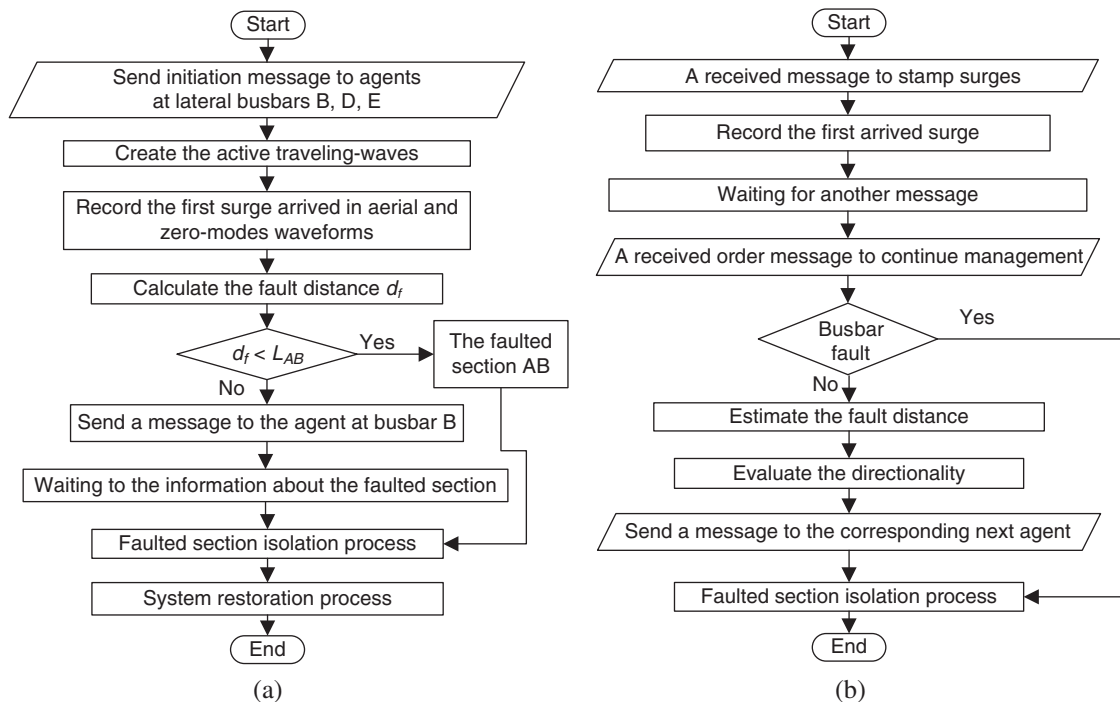 Start
Send initiation message to agents
at lateral busbars B, D, E
Create the active traveling-waves
Record the first surge arrived in aerial and
zero-modes waveforms
Calculate the fault distance df
df < LAB
Yes
The faulted
section AB
No
Send a message to the agent at busbar B
Waiting to the information about the faulted section
Faulted section isolation process
System restoration process
End
(a)
Start
A received message to stamp surges
Record the first arrived surge
Waiting for another message
A received order message to continue management
Busbar
fault
Yes
No
Estimate the fault distance
Evaluate the directionality
Send a message to the corresponding next agent
Faulted section isolation process
End
(b)